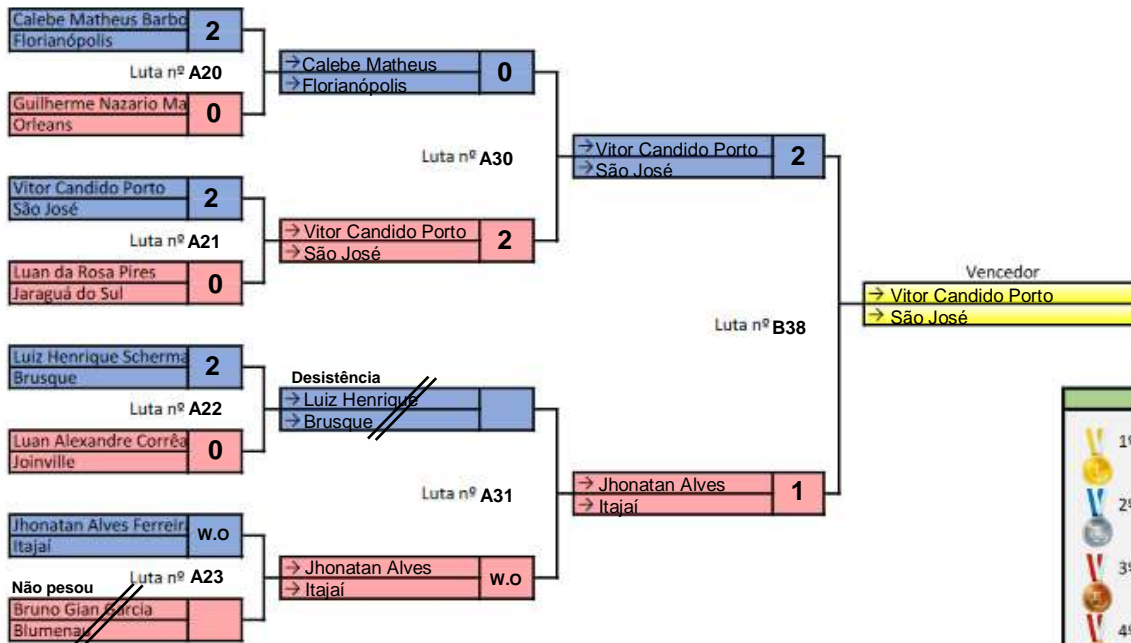 Calebe Matheus Barbo
Florianópolis
2
Luta nº A20
Guilherme Nazario Ma
Orleans
0
→ Calebe Matheus
→ Florianópolis
0
Luta nº A30
Vitor Candido Porto
São José
2
Luta nº A21
Luan da Rosa Pires
Jaraguá do Sul
0
→ Vitor Candido Porto
→ São José
2
→ Vitor Candido Porto
→ São José
2
Luta nº B38
Vencedor
→ Vitor Candido Porto
→ São José
Luiz Henrique Scherma
Brusque
2
Luta nº A22
Luan Alexandre Corrêa
Joinville
0
Desistência
→ Luiz Henrique
→ Brusque
Luta nº A31
→ Jhonatan Alves
→ Itajaí
1
Jhonatan Alves Ferreir
Itajaí
W.O
Luta nº A23
Não pesou
Bruno Gian Garcia
Blumenau
→ Jhonatan Alves
→ Itajaí
W.O
1º
2º
3º
4º